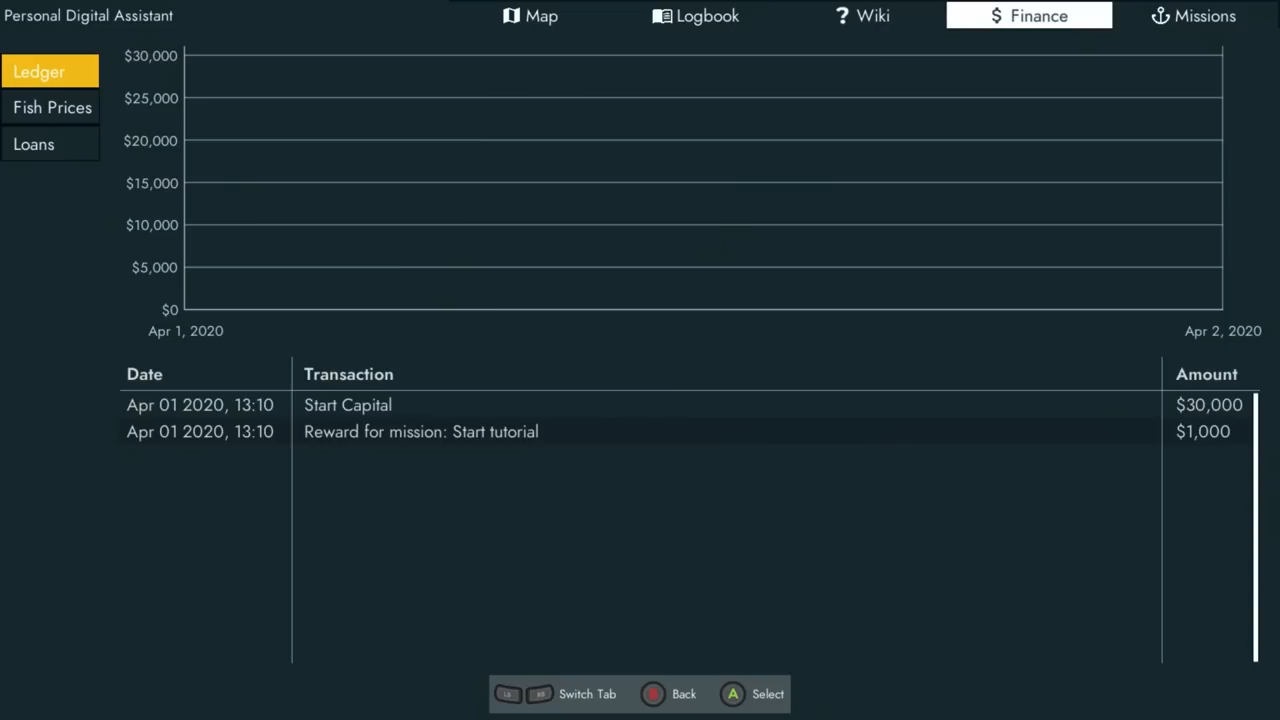 Personal Digital Assistant
Map
Logbook
? Wiki
$ Finance
Missions
Ledger
Fish Prices
Loans
$30,000
$25,000
$20,000
$15,000
$10,000
$5,000
$0
Apr 1, 2020
Apr 2, 2020
Date Transaction Amount
Apr 01 2020, 13:10 Start Capital $30,000
Apr 01 2020, 13:10 Reward for mission: Start tutorial $1,000
LB RB Switch Tab B Back A Select